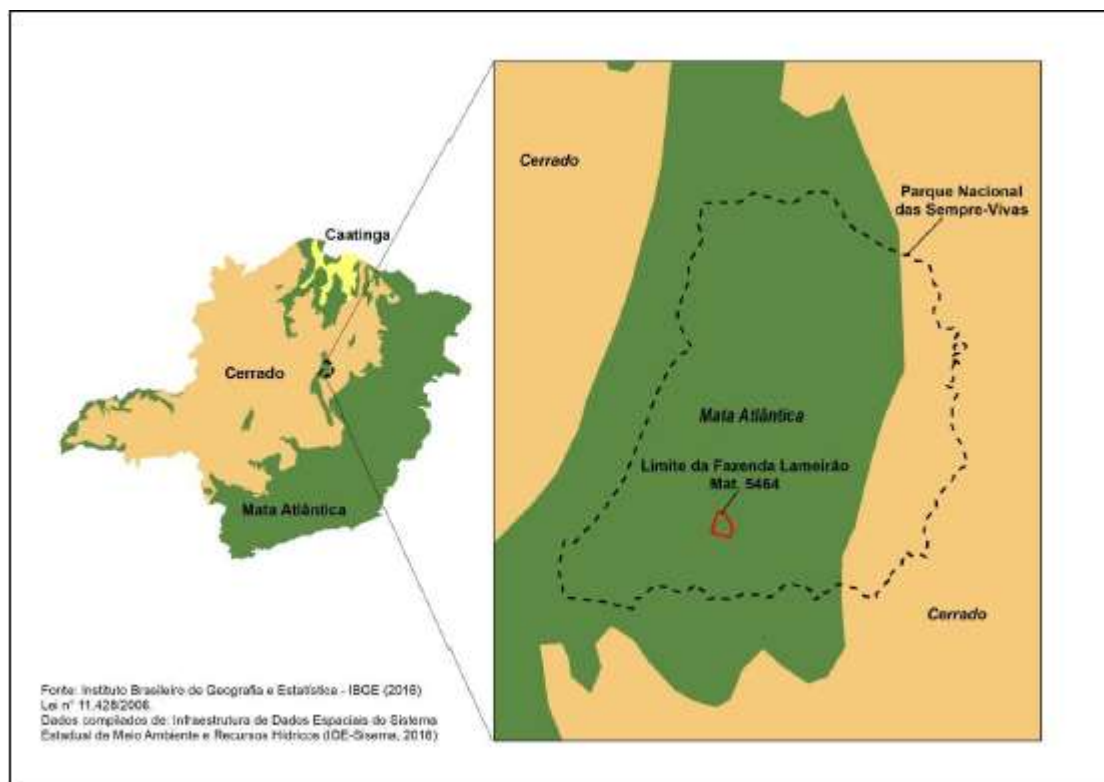 Caatinga
Cerrado
Mata Atlântica
Cerrado
Parque Nacional
das Sempre-Vivas
Mata Atlântica
Limite da Fazenda Lameirão
Mat. 5464
Cerrado
Fonte: Instituto Brasileiro de Geografia e Estatística - IBGE (2016)
Lei n° 11.428/2006.
Dados compilados de: Infraestrutura de Dados Espaciais do Sistema
Estadual de Meio Ambiente e Recursos Hídricos (IDE-Sisema, 2016)